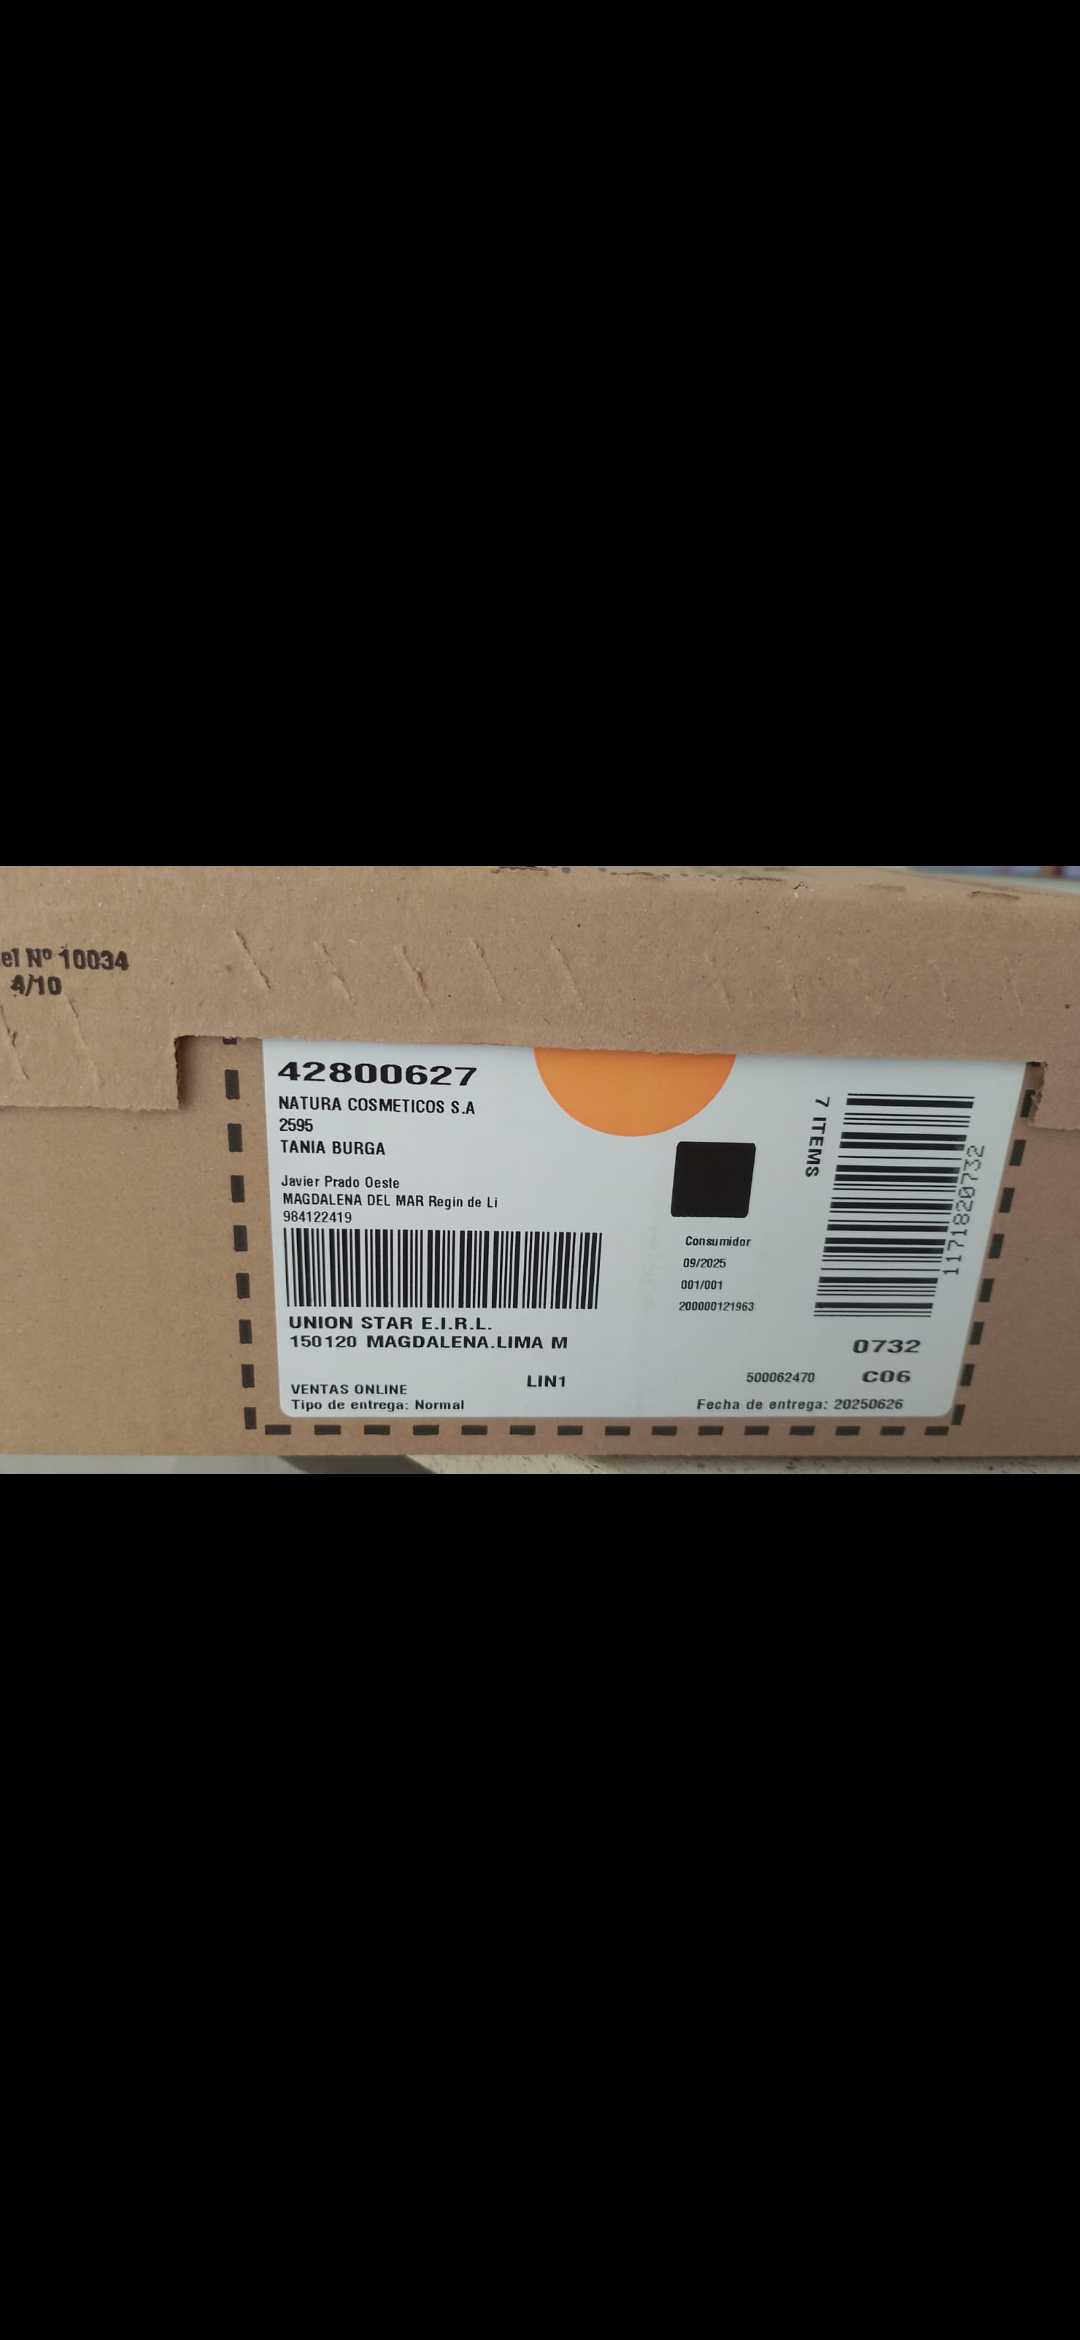 el Nº 10034
4/10
42800627
NATURA COSMETICOS S.A
2595
TANIA BURGA
Javier Prado Oeste
MAGDALENA DEL MAR Regin de Li
984122419
UNION STAR E.I.R.L.
150120 MAGDALENA.LIMA M
LIN1
VENTAS ONLINE
Tipo de entrega: Normal
Consumidor
09/2025
001/001
200000121963
7 ITEMS
1171820732
0732
500062470 C06
Fecha de entrega: 20250626